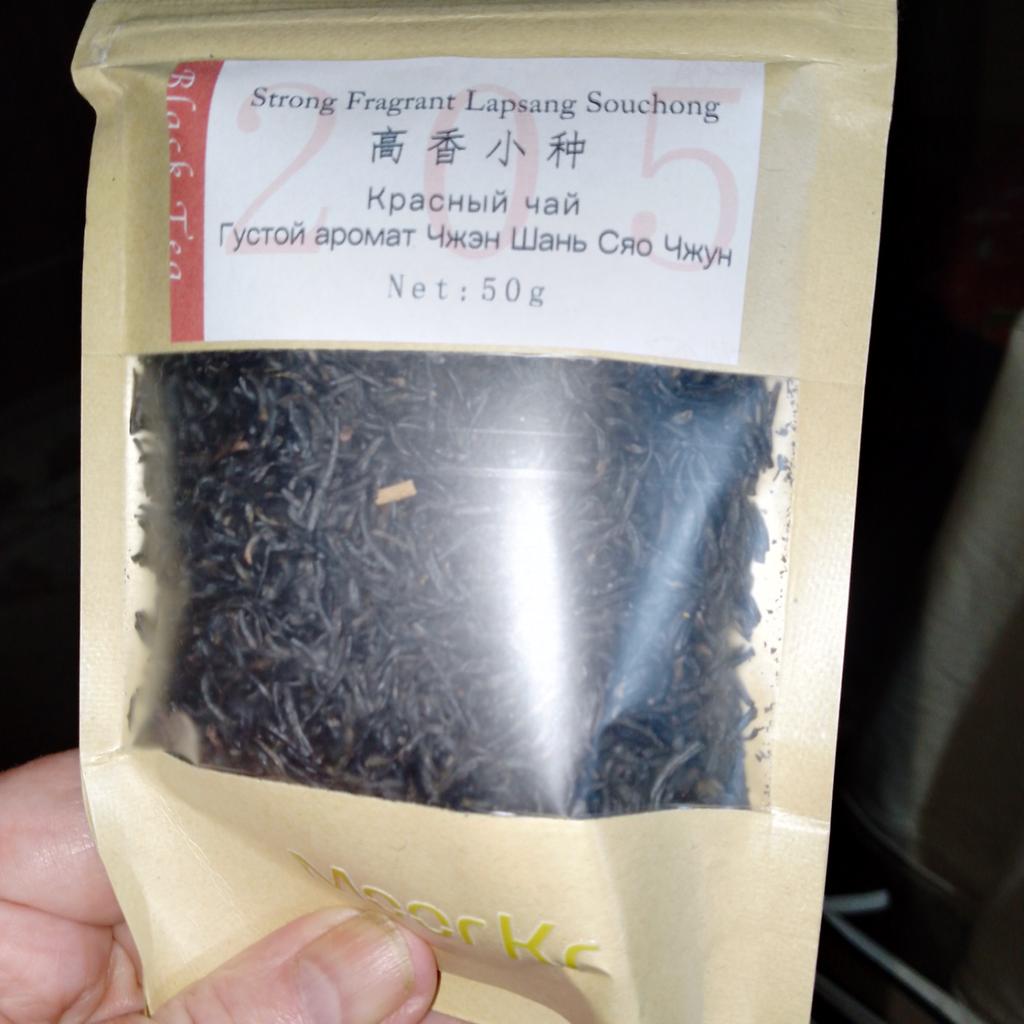 Black Tea
205
Strong Fragrant Lapsang Souchong
高香小种
Красный чай
Густой аромат Чжэн Шань Сяо Чжун
Net:50g